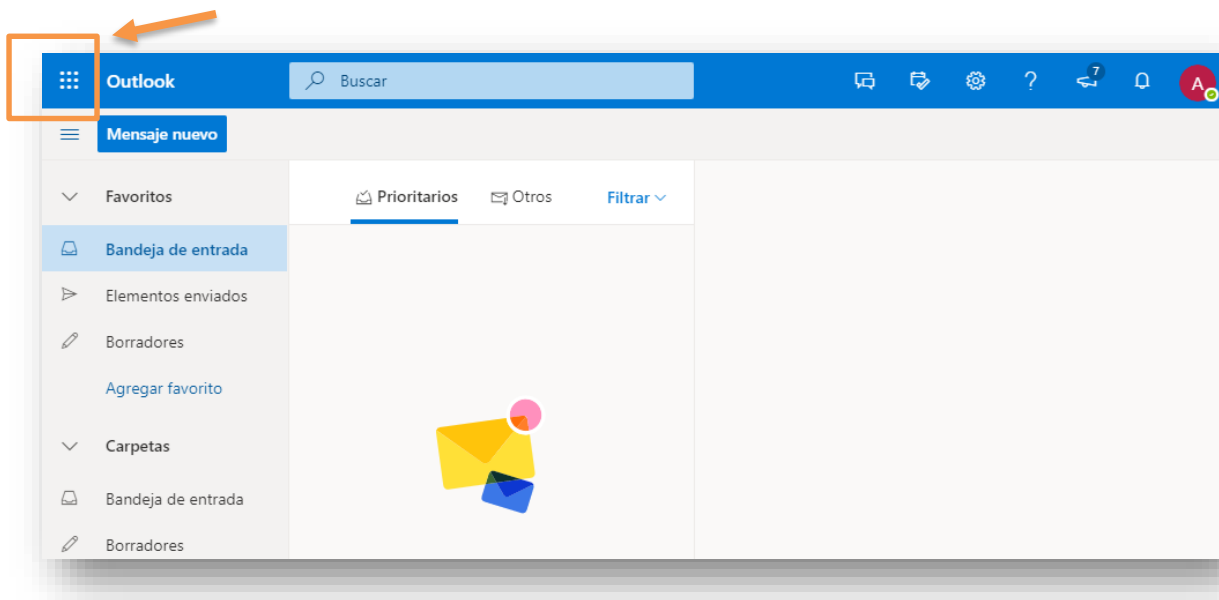 Outlook
Buscar
7
A
Mensaje nuevo
Favoritos
Prioritarios
Otros
Filtrar
Bandeja de entrada
Elementos enviados
Borradores
Agregar favorito
Carpetas
Bandeja de entrada
Borradores